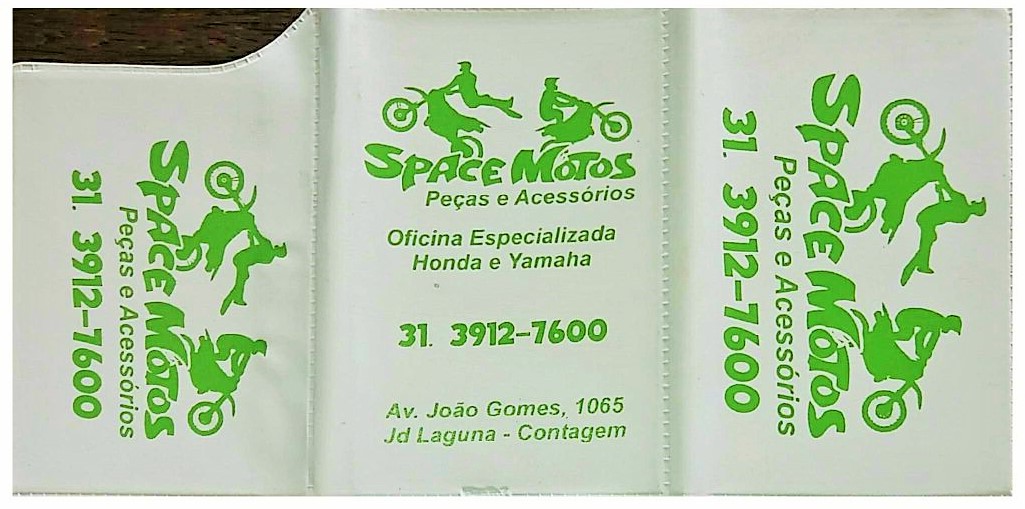 SPACE MOTOS
Peças e Acessórios
31. 3912-7600
SPACE MOTOS
Peças e Acessórios
Oficina Especializada
Honda e Yamaha
31. 3912-7600
Av. João Gomes, 1065
Jd Laguna - Contagem
SPACE MOTOS
Peças e Acessórios
31. 3912-7600